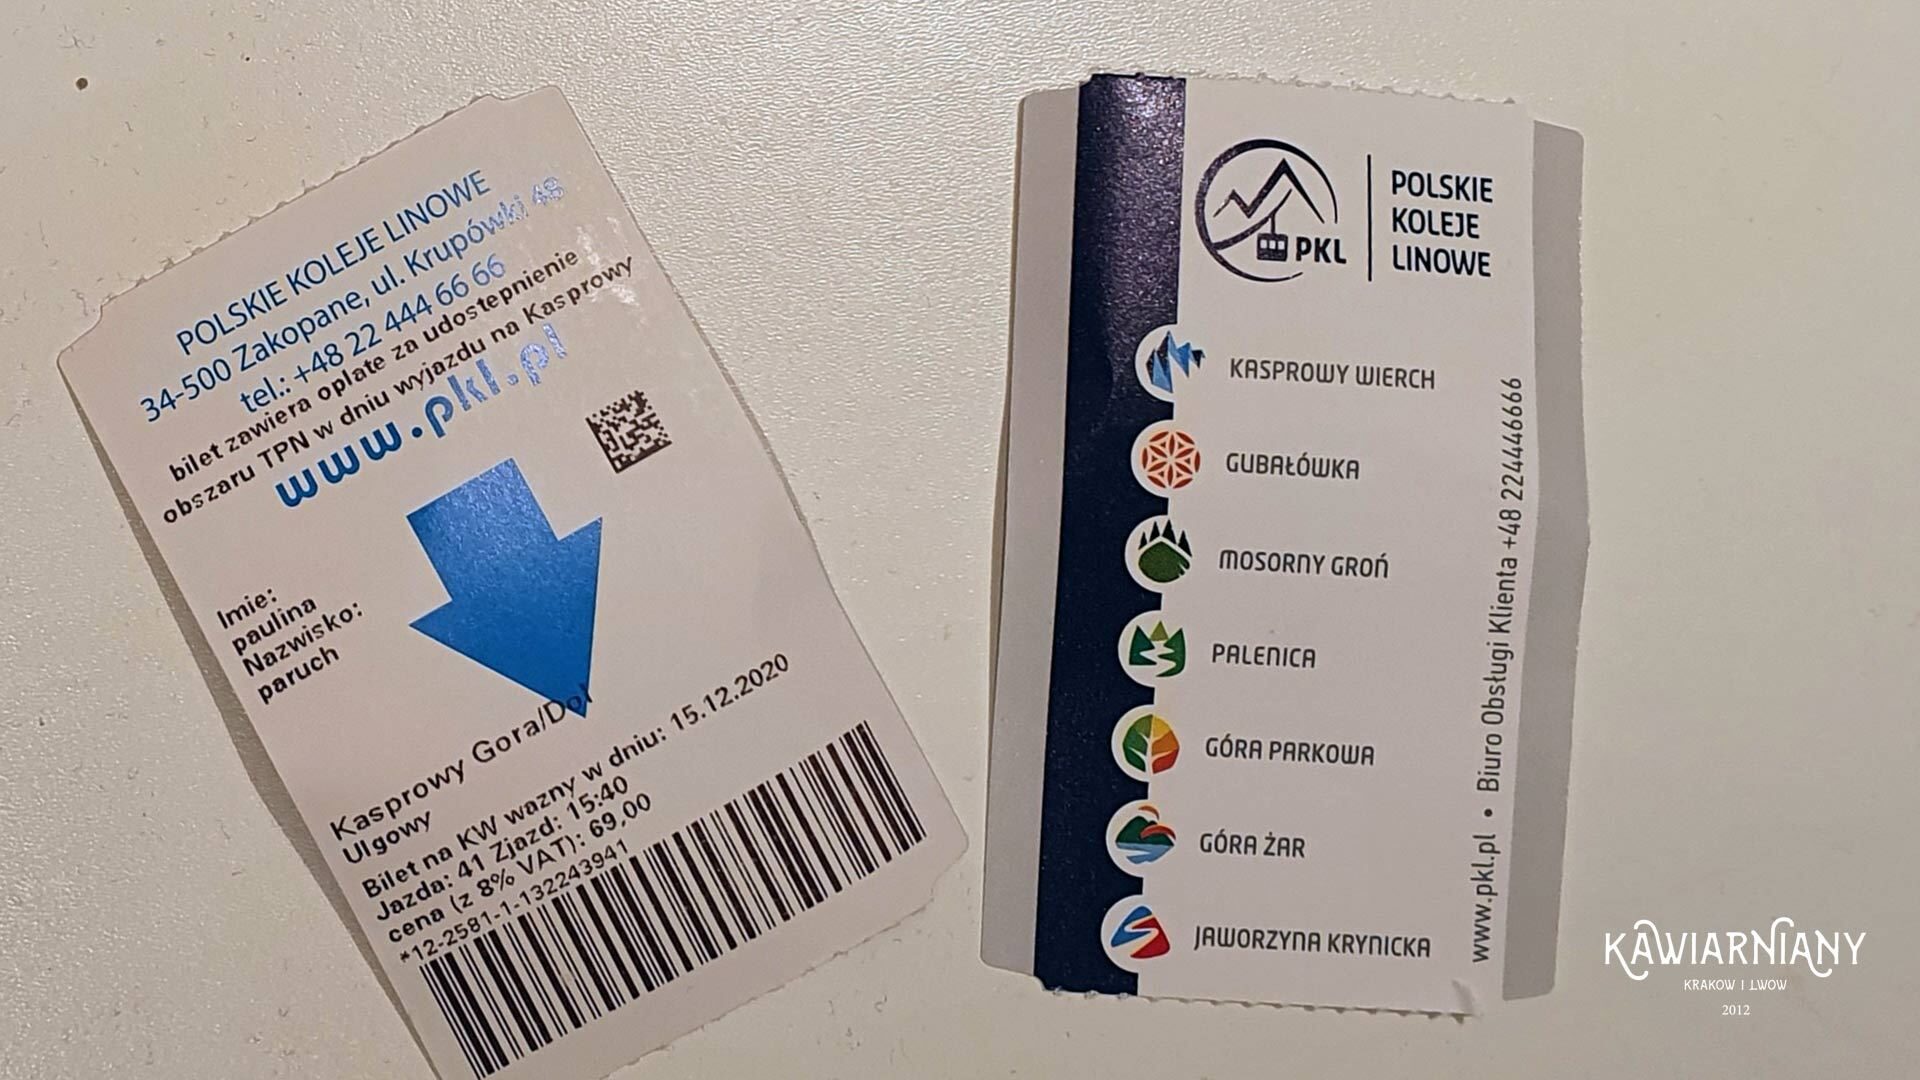 POLSKIE KOLEJE LINOWE
34-500 Zakopane, ul. Krupówki 48
tel.: +48 22 444 66 66
bilet zawiera oplate za udostepnienie
obszaru TPN w dniu wyjazdu na Kasprowy
www.pkl.pl
Imie:
paulina
Nazwisko:
paruch
Kasprowy Gora/Dol
Ulgowy
Bilet na KW wazny w dniu: 15.12.2020
Jazda: 41 Zjazd: 15:40
cena (z 8% VAT): 69,00
*12-2581-1-132243941
PKL
POLSKIE
KOLEJE
LINOWE
KASPROWY WIERCH
GUBAŁÓWKA
MOSORNY GROŃ
PALENICA
GÓRA PARKOWA
GÓRA ŻAR
JAWORZYNA KRYNICKA
www.pkl.pl • Biuro Obsługi Klienta +48 224446666
KAWIARNIANY
KRAKOW I LWOW
2012